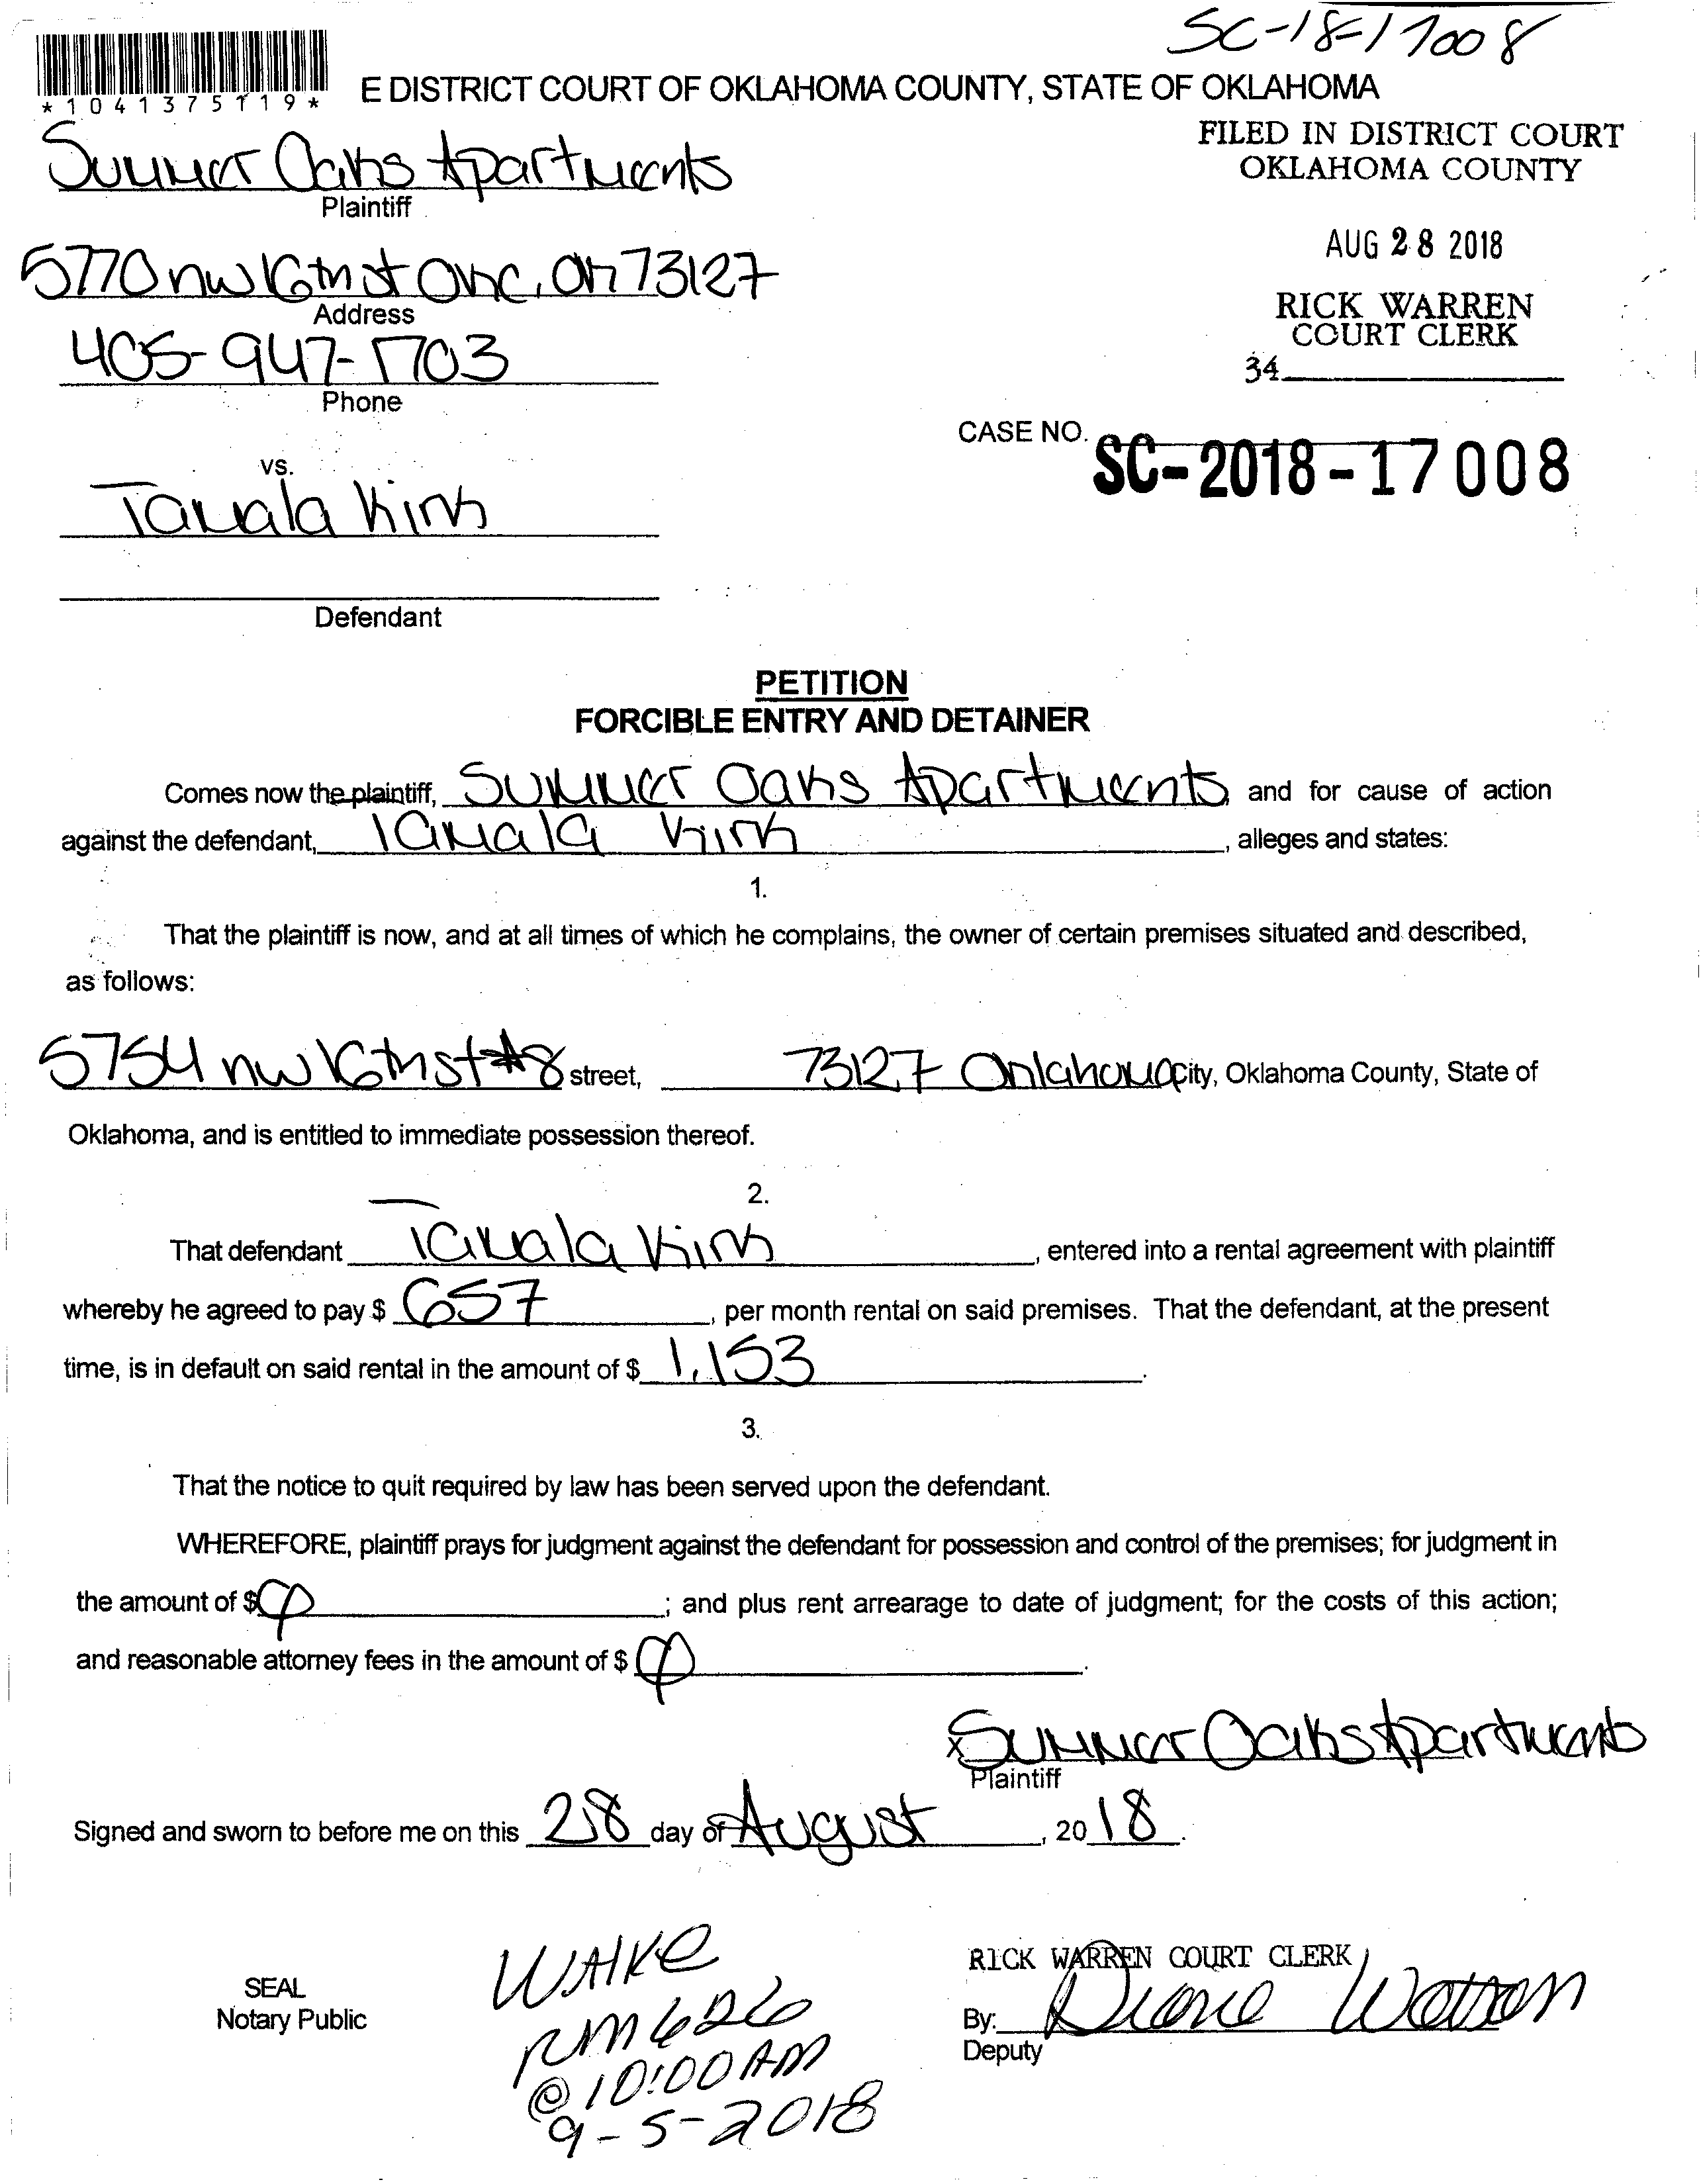 SC-18-17008
*1041375119*
E DISTRICT COURT OF OKLAHOMA COUNTY, STATE OF OKLAHOMA
FILED IN DISTRICT COURT
OKLAHOMA COUNTY
Summer Oaks Apartments
Plaintiff
AUG 28 2018
5770 nw 16th st OKC, OK 73127
Address
RICK WARREN
COURT CLERK
405-947-1703
34
Phone
CASE NO. SC-2018-17008
vs.
Tamala Kirk
Defendant
PETITION
FORCIBLE ENTRY AND DETAINER
Comes now the plaintiff, Summer Oaks Apartments, and for cause of action
against the defendant, Tamala Kirk, alleges and states:
1.
That the plaintiff is now, and at all times of which he complains, the owner of certain premises situated and described,
as follows:
5754 nw 16th st #8 street, 73127 Oklahoma City, Oklahoma County, State of
Oklahoma, and is entitled to immediate possession thereof.
2.
That defendant Tamala Kirk, entered into a rental agreement with plaintiff
whereby he agreed to pay $ 657, per month rental on said premises. That the defendant, at the present
time, is in default on said rental in the amount of $ 1,153.
3.
That the notice to quit required by law has been served upon the defendant.
WHEREFORE, plaintiff prays for judgment against the defendant for possession and control of the premises; for judgment in
the amount of $ φ; and plus rent arrearage to date of judgment; for the costs of this action;
and reasonable attorney fees in the amount of $ φ.
x Summer Oaks Apartments
Plaintiff
Signed and sworn to before me on this 28 day of August, 2018.
WALKE
RM 626
@ 10:00 AM
9-5-2018
SEAL
Notary Public
RICK WARREN COURT CLERK
By: Diane Watson
Deputy